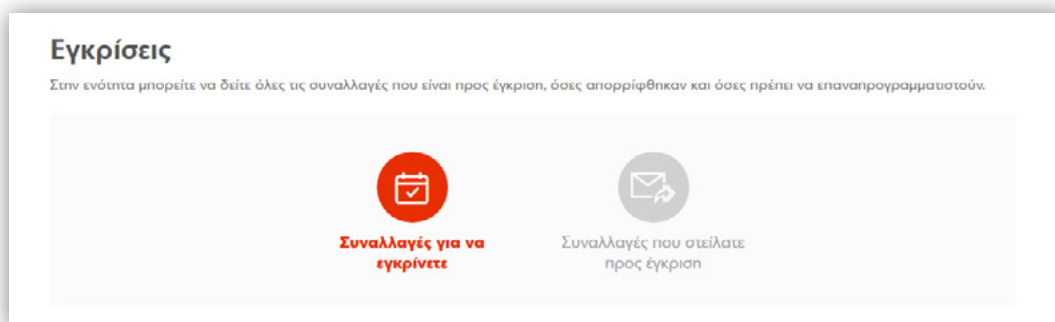 Εγκρίσεις
Στην ενότητα μπορείτε να δείτε όλες τις συναλλαγές που είναι προς έγκριση, όσες απορρίφθηκαν και όσες πρέπει να επαναπρογραμματιστούν.
Συναλλαγές για να
εγκρίνετε
Συναλλαγές που στείλατε
προς έγκριση